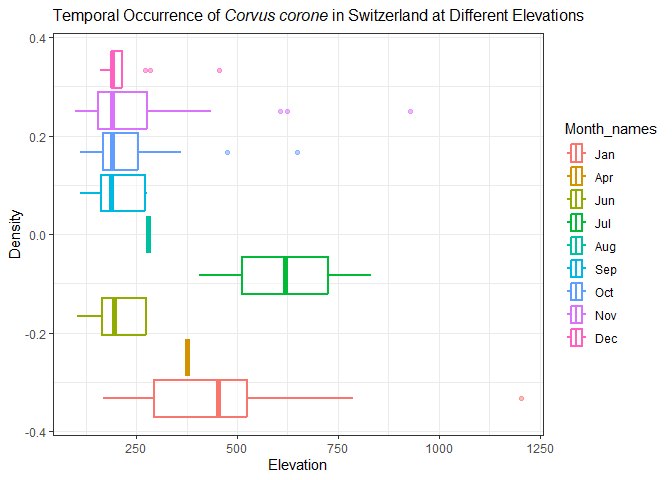 Temporal Occurrence of Corvus corone in Switzerland at Different Elevations
0.4
0.2
0.0
-0.2
-0.4
Density
250
500
750
1000
1250
Elevation
Month_names
Jan
Apr
Jun
Jul
Aug
Sep
Oct
Nov
Dec